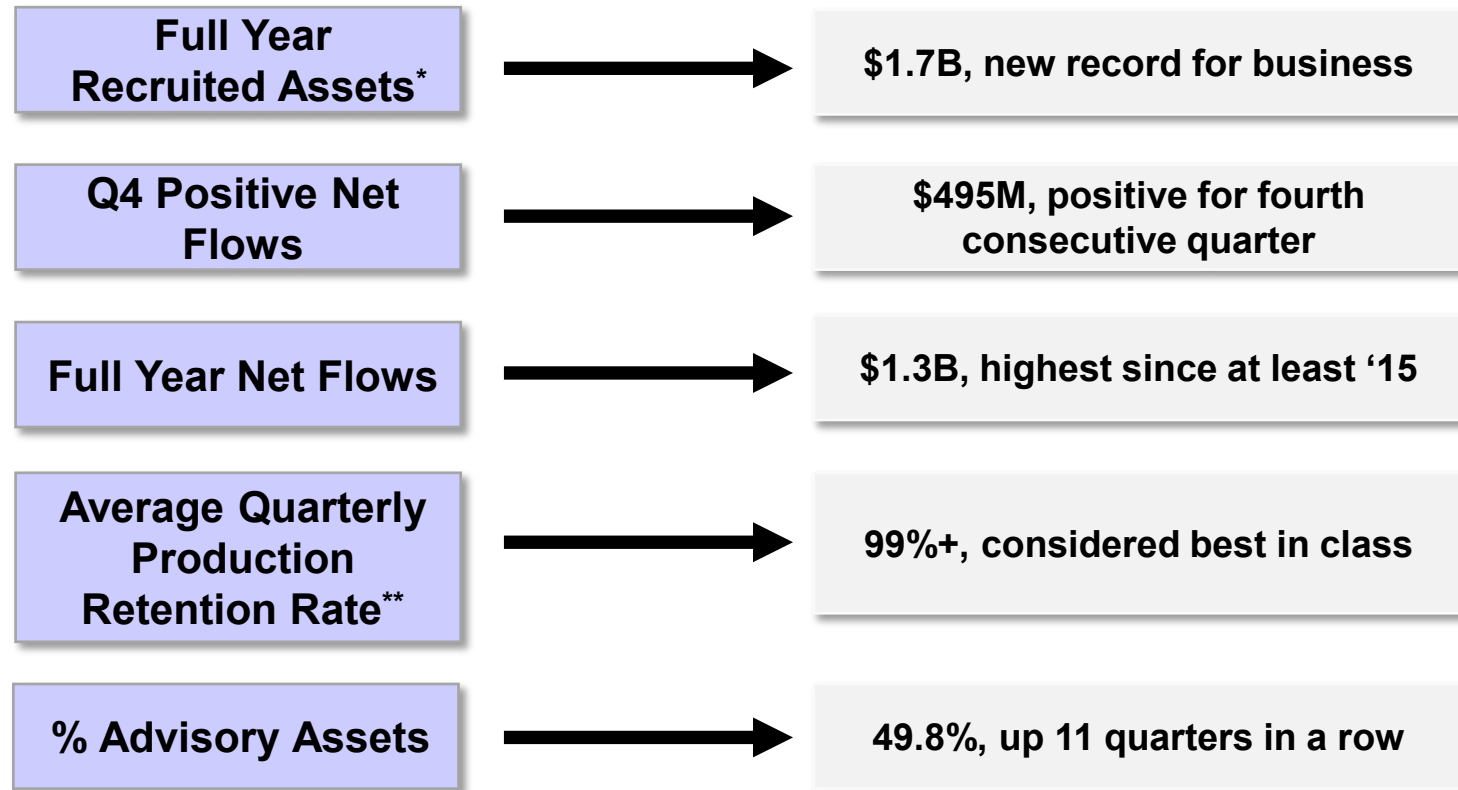 Full Year
Recruited Assets*
$1.7B, new record for business
Q4 Positive Net
Flows
$495M, positive for fourth
consecutive quarter
Full Year Net Flows
$1.3B, highest since at least ‘15
Average Quarterly
Production
Retention Rate**
99%+, considered best in class
% Advisory Assets
49.8%, up 11 quarters in a row